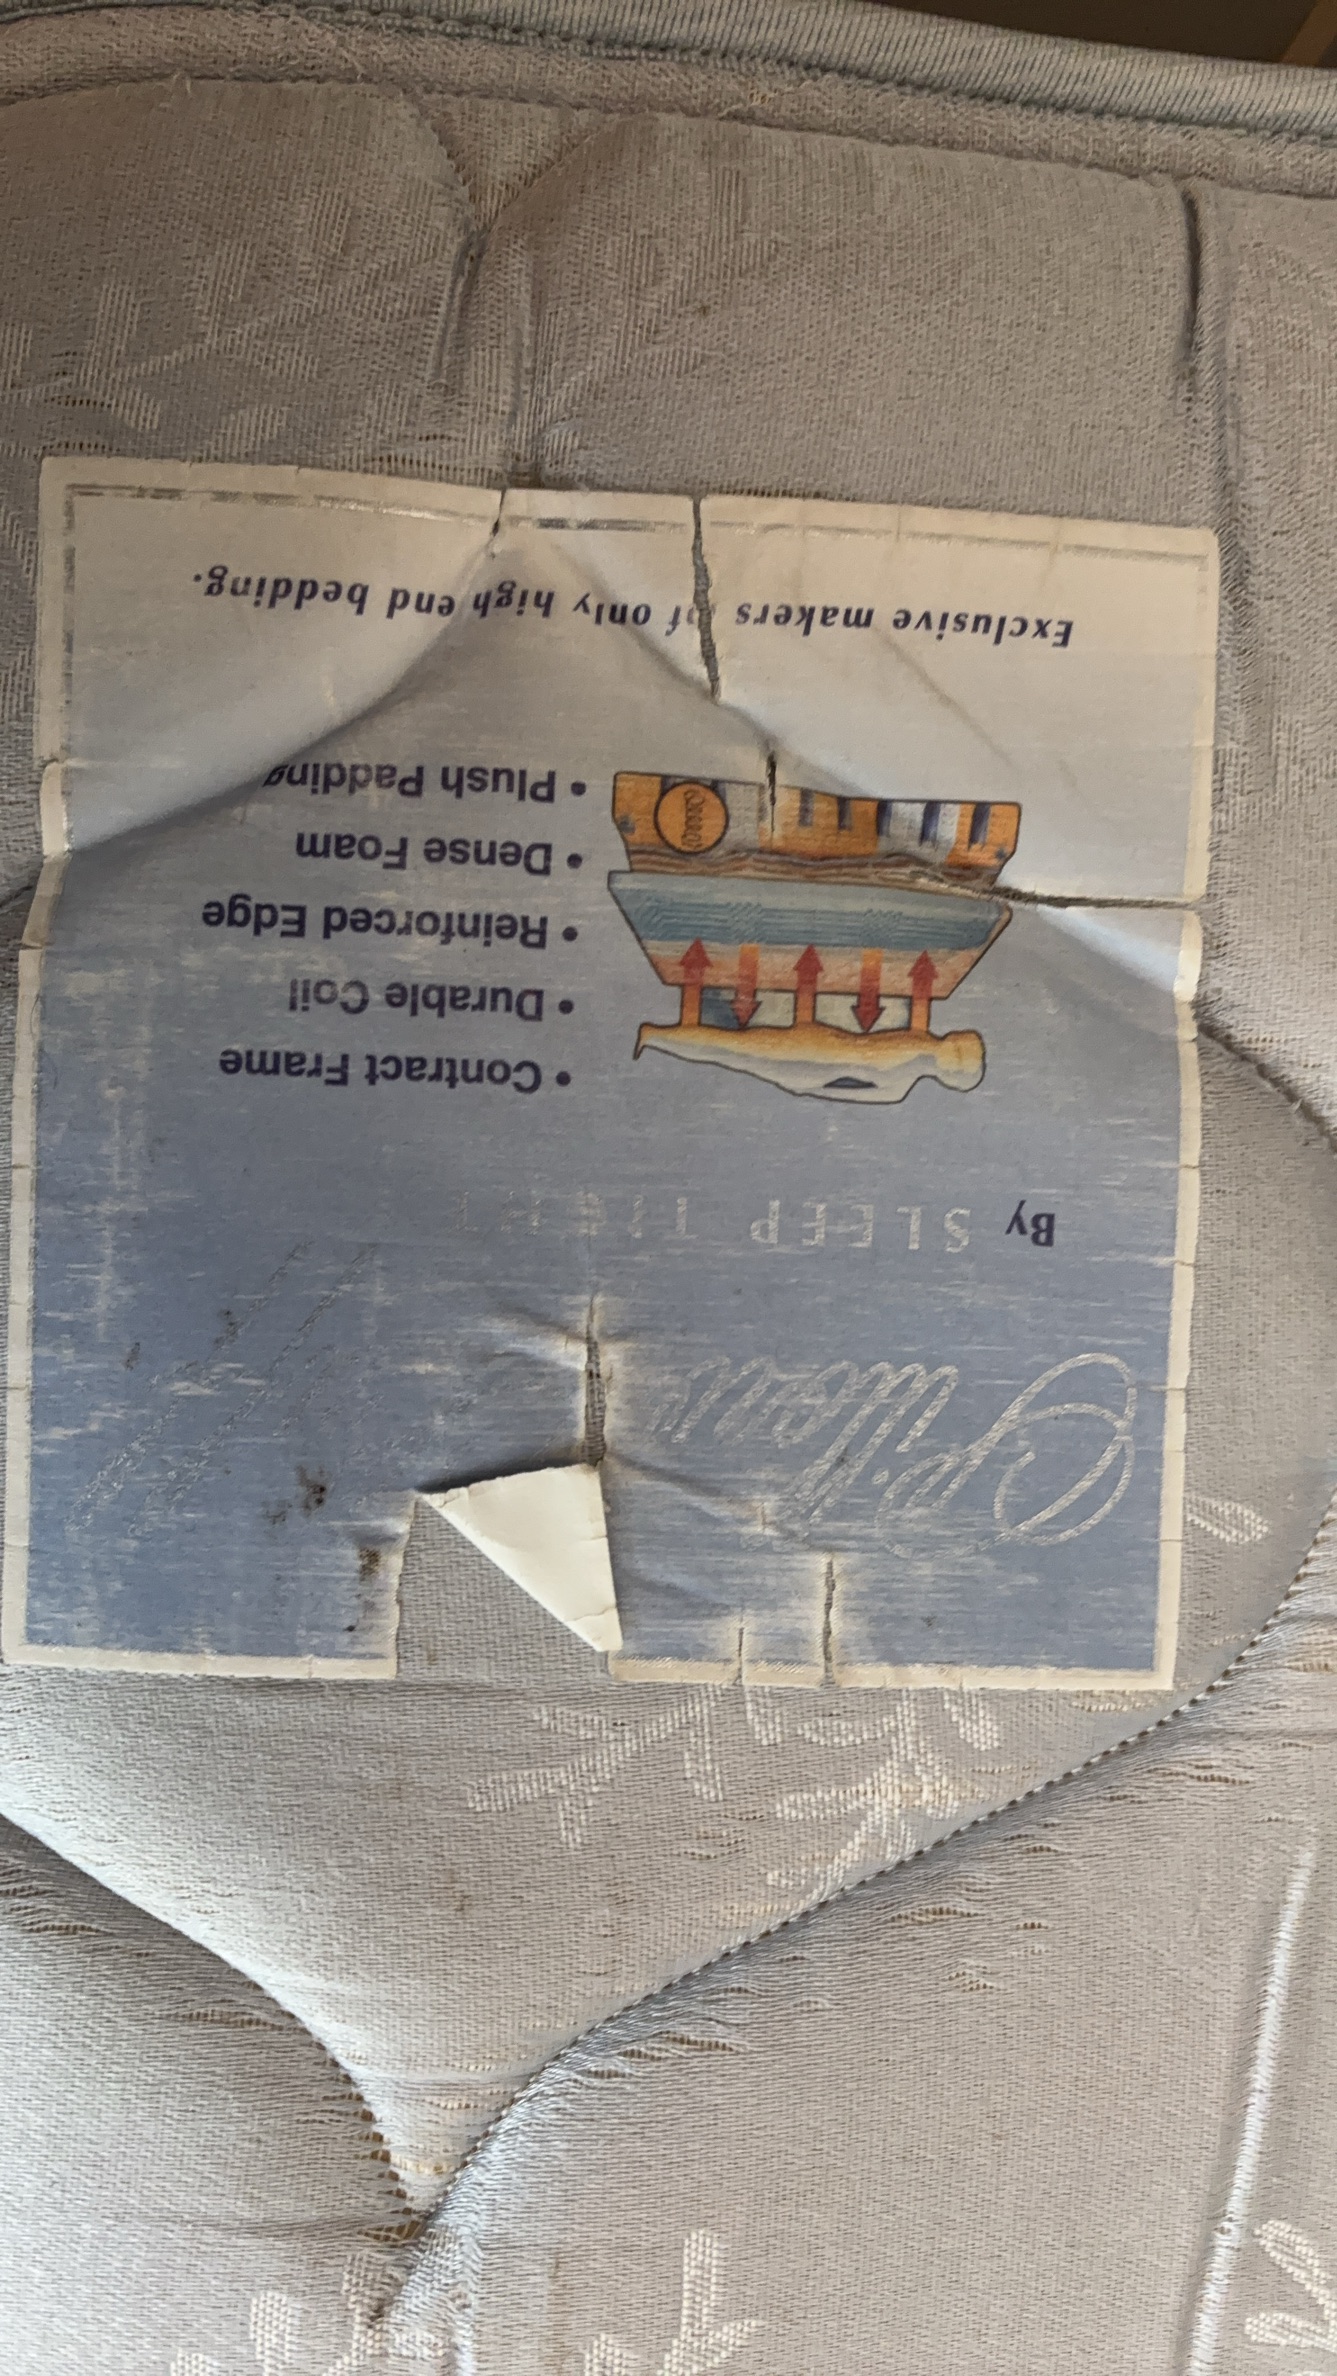 Pillow
By SLEEP TIGHT
• Contract Frame
• Durable Coil
• Reinforced Edge
• Dense Foam
• Plush Padding
Exclusive makers of only high end bedding.